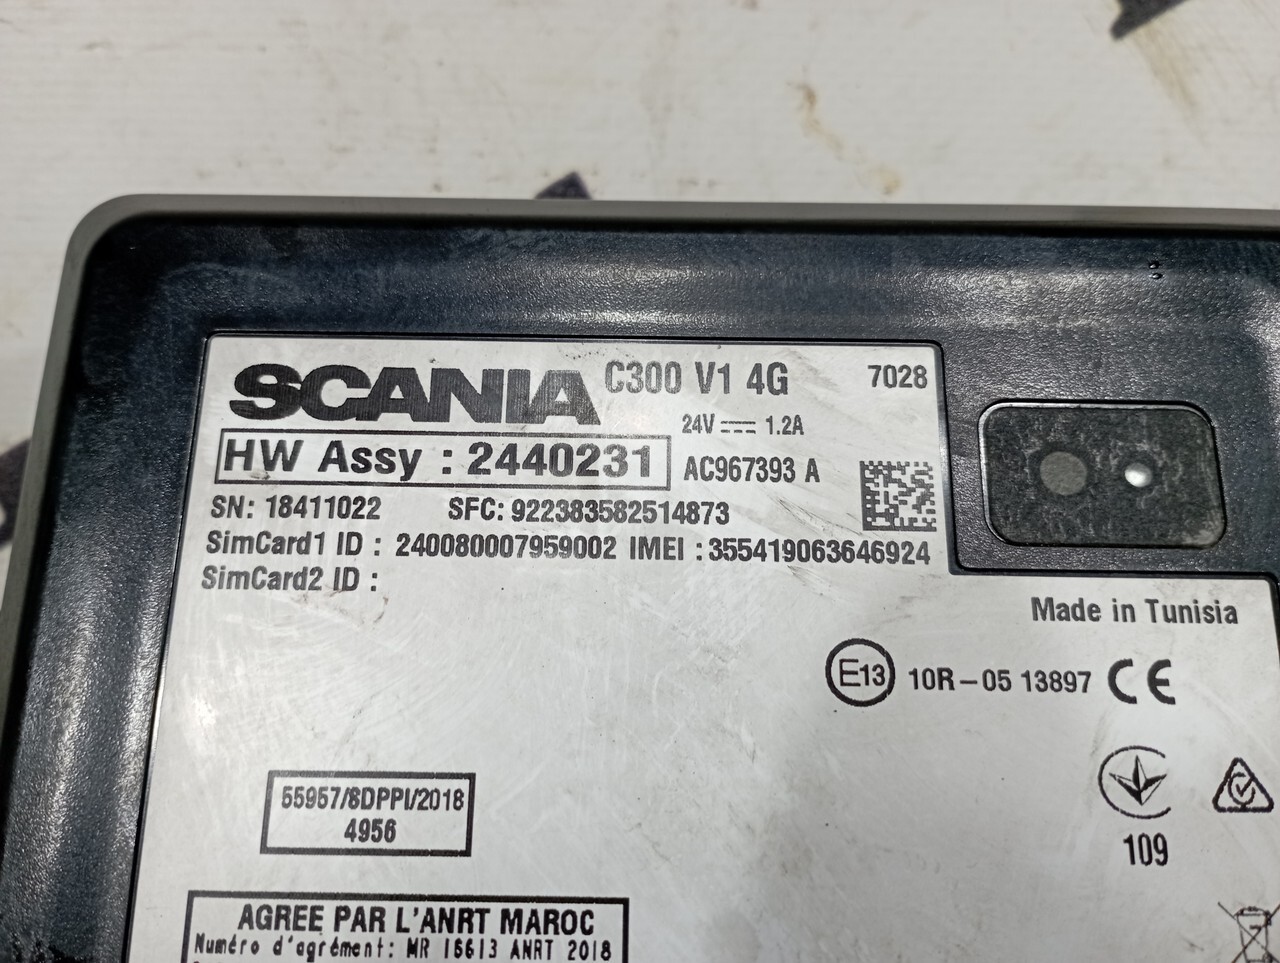 SCANIA C300 V1 4G 7028
24V 1.2A
HW Assy : 2440231 AC967393 A
SN: 18411022 SFC: 922383582514873
SimCard1 ID : 240080007959002 IMEI : 355419063646924
SimCard2 ID :
Made in Tunisia
E13 10R-05 13897 CE
55957/SDPPI/2018
4956
109
AGREE PAR L'ANRT MAROC
Numéro d'agrément: MR 16613 ANRT 2018